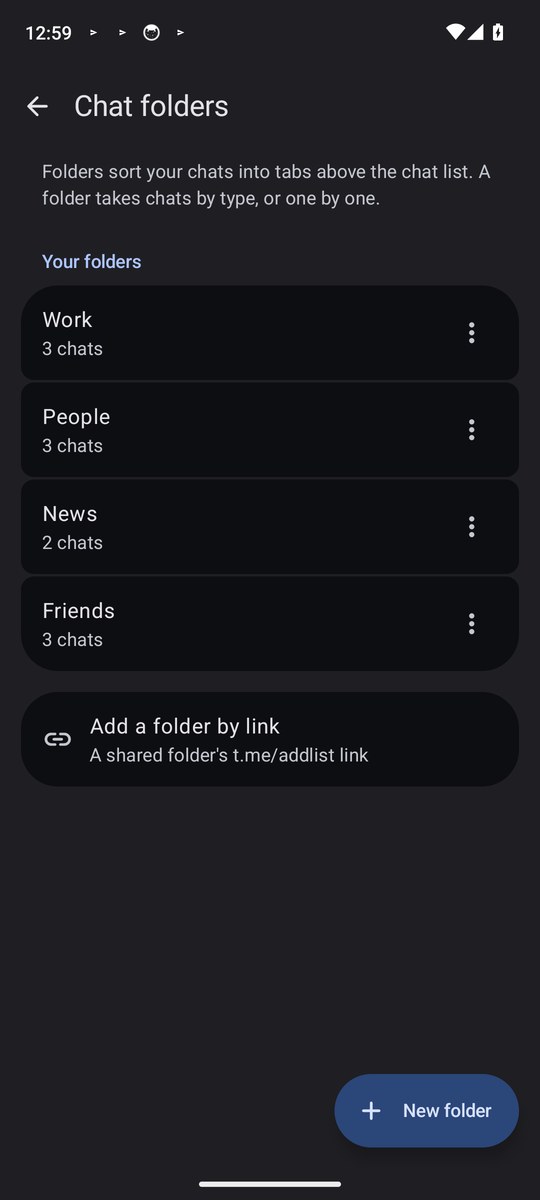 12:59
Chat folders
Folders sort your chats into tabs above the chat list. A
folder takes chats by type, or one by one.
Your folders
Work
3 chats
People
3 chats
News
2 chats
Friends
3 chats
Add a folder by link
A shared folder's t.me/addlist link
New folder